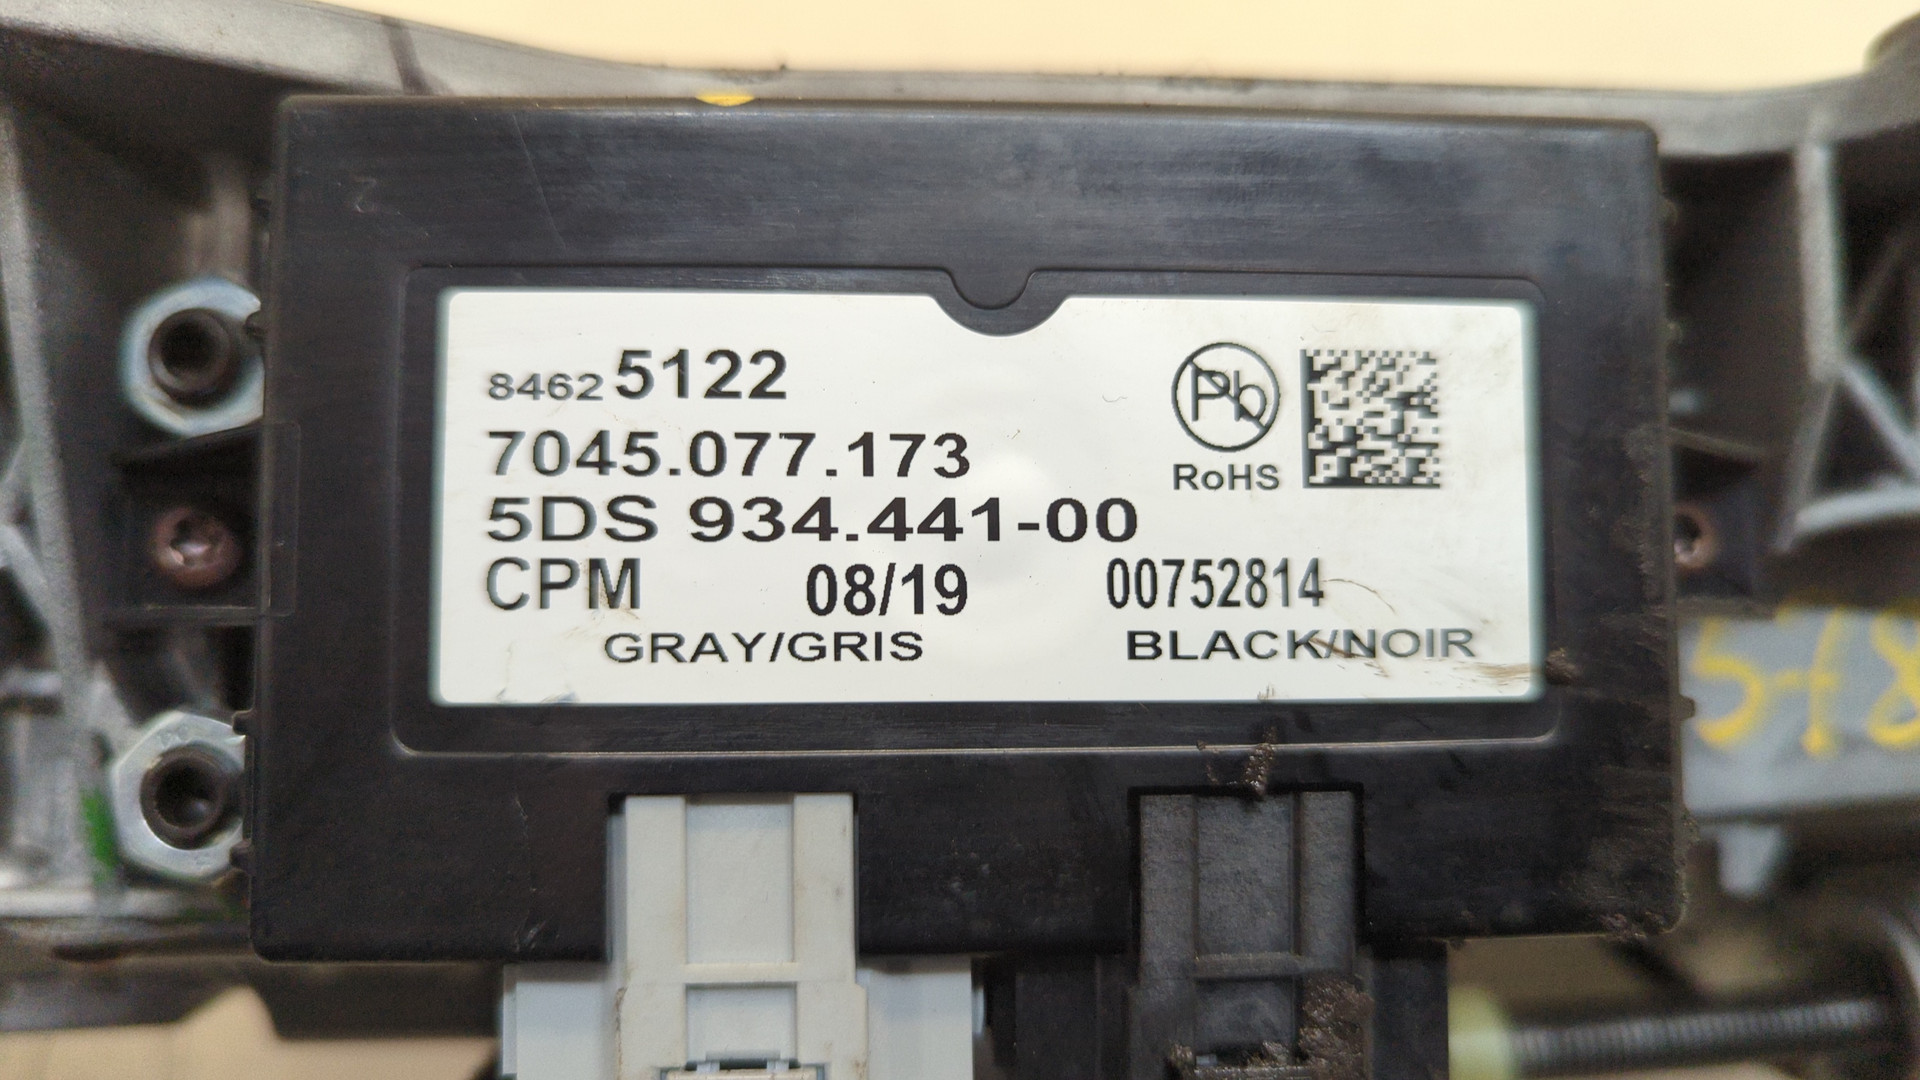 84625122
7045.077.173
5DS 934.441-00
CPM 08/19 00752814
GRAY/GRIS BLACK/NOIR
Pb
RoHS